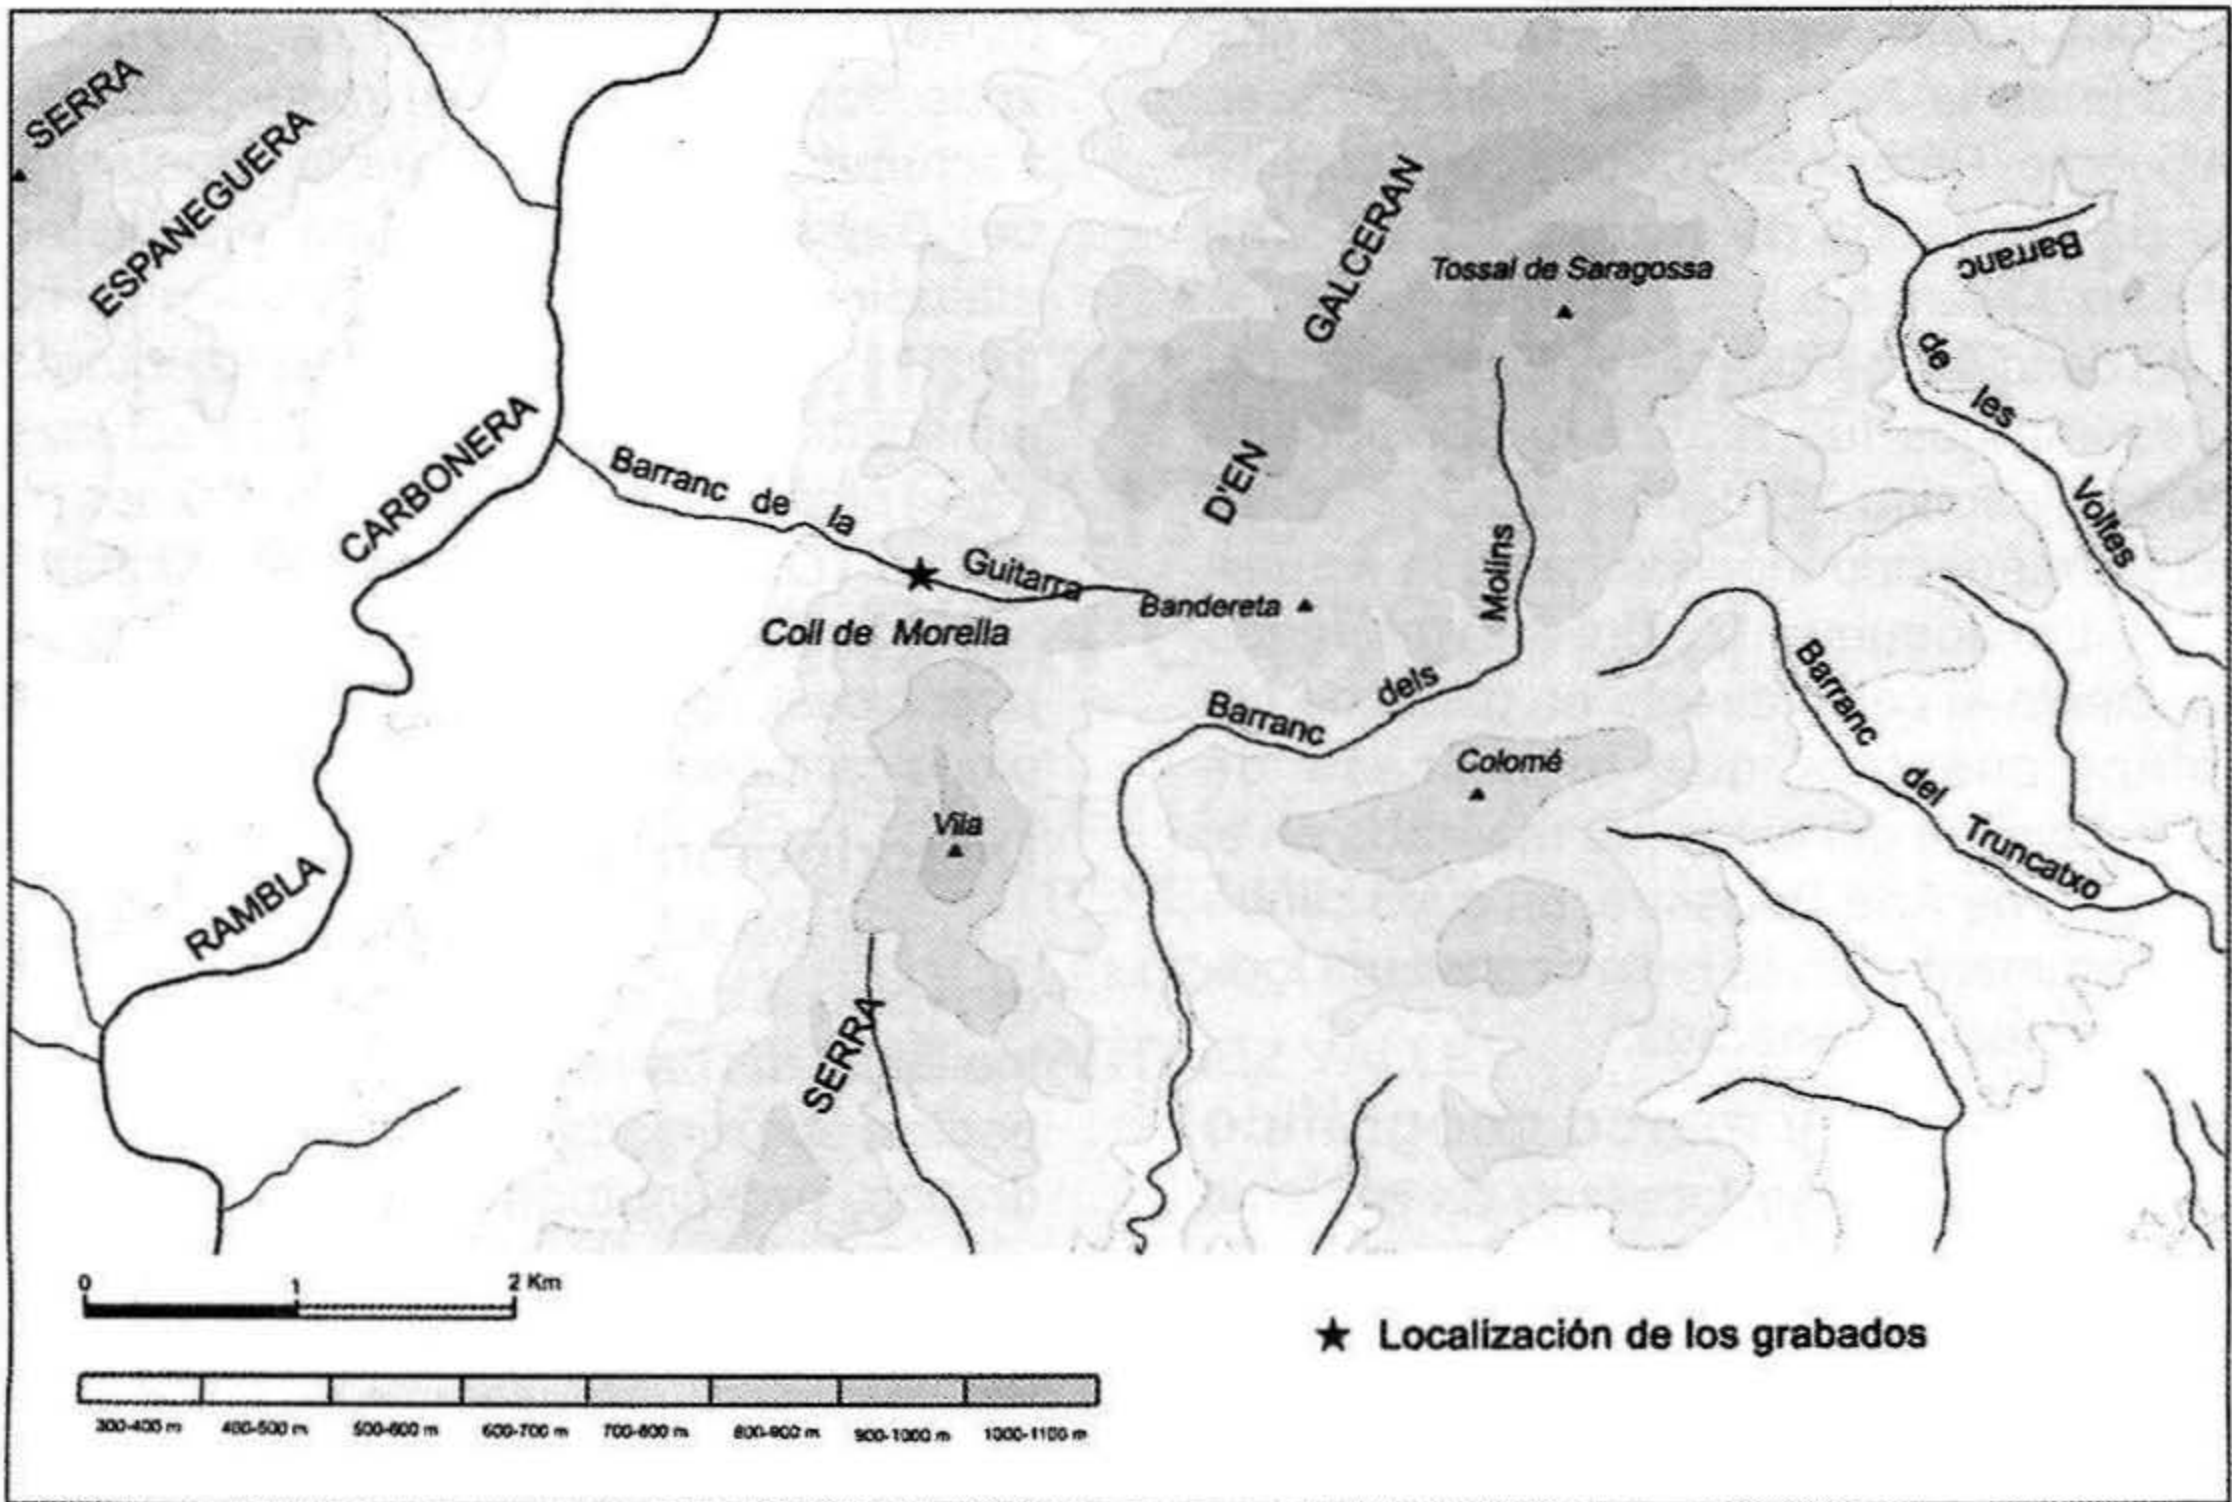 SERRA
ESPANEGUERA
CARBONERA
RAMBLA
Barranc de la Guitarra
Coll de Morella
Bandereta
Vila
SERRA
D'EN
GALCERAN
Tossal de Saragossa
Barranc dels Molins
Colomé
Barranc de les Voltes
Barranc del Truncatxo
0 1 2 Km
300-400 m 400-500 m 500-600 m 600-700 m 700-800 m 800-900 m 900-1000 m 1000-1100 m
Localización de los grabados